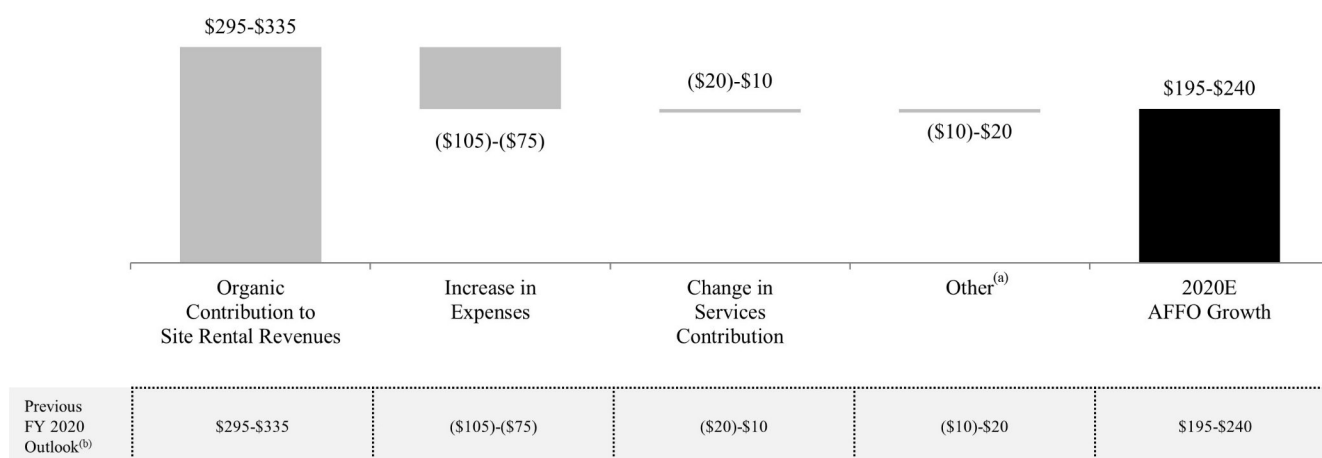 $295-$335
($105)-($75)
($20)-$10
($10)-$20
$195-$240
Organic
Contribution to
Site Rental Revenues
Increase in
Expenses
Change in
Services
Contribution
Other(a)
2020E
AFFO Growth
Previous
FY 2020
Outlook(b)
$295-$335
($105)-($75)
($20)-$10
($10)-$20
$195-$240